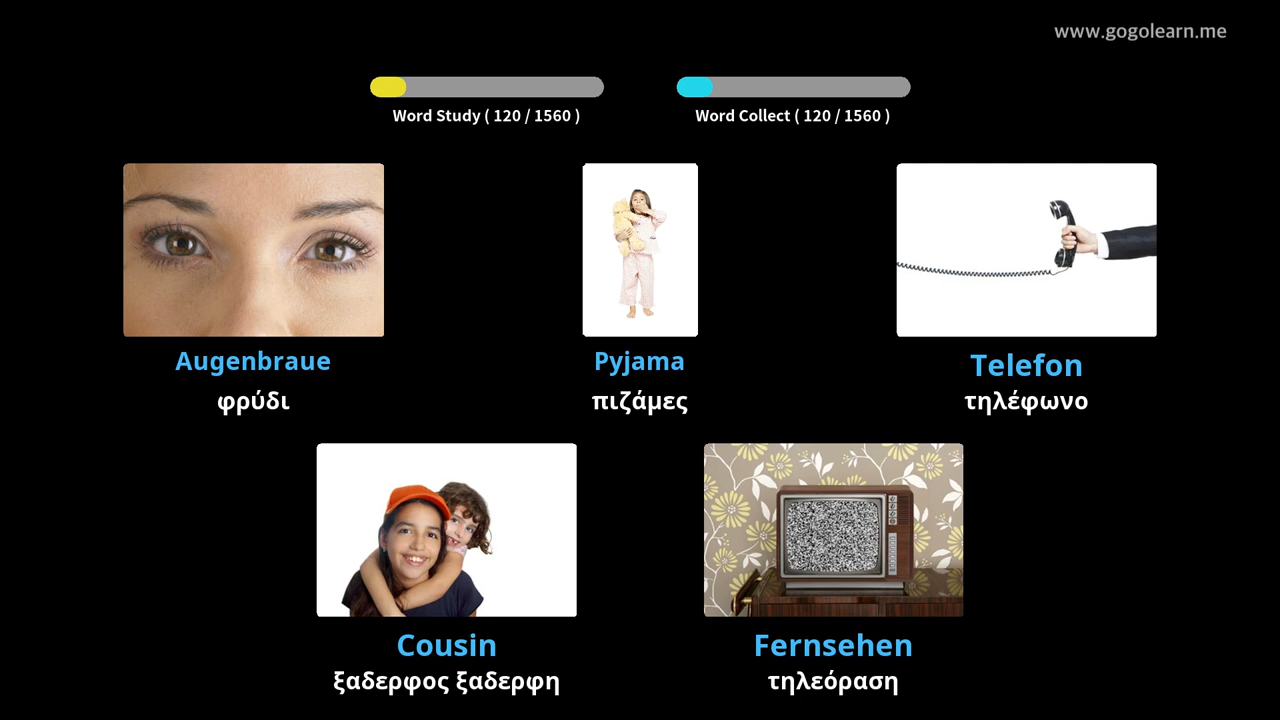 www.gogolearn.me
Word Study ( 120 / 1560 )
Word Collect ( 120 / 1560 )
Augenbraue
φρύδι
Pyjama
πιζάμες
Telefon
τηλέφωνο
Cousin
ξαδερφος ξαδερφη
Fernsehen
τηλεόραση